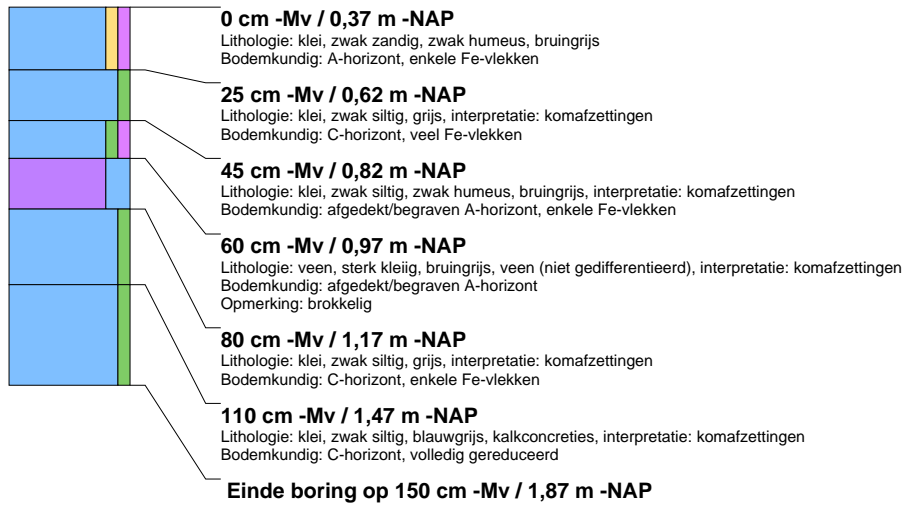 0 cm -Mv / 0,37 m -NAP
Lithologie: klei, zwak zandig, zwak humeus, bruingrijs
Bodemkundig: A-horizont, enkele Fe-vlekken
25 cm -Mv / 0,62 m -NAP
Lithologie: klei, zwak siltig, grijs, interpretatie: komafzettingen
Bodemkundig: C-horizont, veel Fe-vlekken
45 cm -Mv / 0,82 m -NAP
Lithologie: klei, zwak siltig, zwak humeus, bruingrijs, interpretatie: komafzettingen
Bodemkundig: afgedekt/begraven A-horizont, enkele Fe-vlekken
60 cm -Mv / 0,97 m -NAP
Lithologie: veen, sterk kleiig, bruingrijs, veen (niet gedifferentieerd), interpretatie: komafzettingen
Bodemkundig: afgedekt/begraven A-horizont
Opmerking: brokkelig
80 cm -Mv / 1,17 m -NAP
Lithologie: klei, zwak siltig, grijs, interpretatie: komafzettingen
Bodemkundig: C-horizont, enkele Fe-vlekken
110 cm -Mv / 1,47 m -NAP
Lithologie: klei, zwak siltig, blauwgrijs, kalkconcreties, interpretatie: komafzettingen
Bodemkundig: C-horizont, volledig gereduceerd
Einde boring op 150 cm -Mv / 1,87 m -NAP